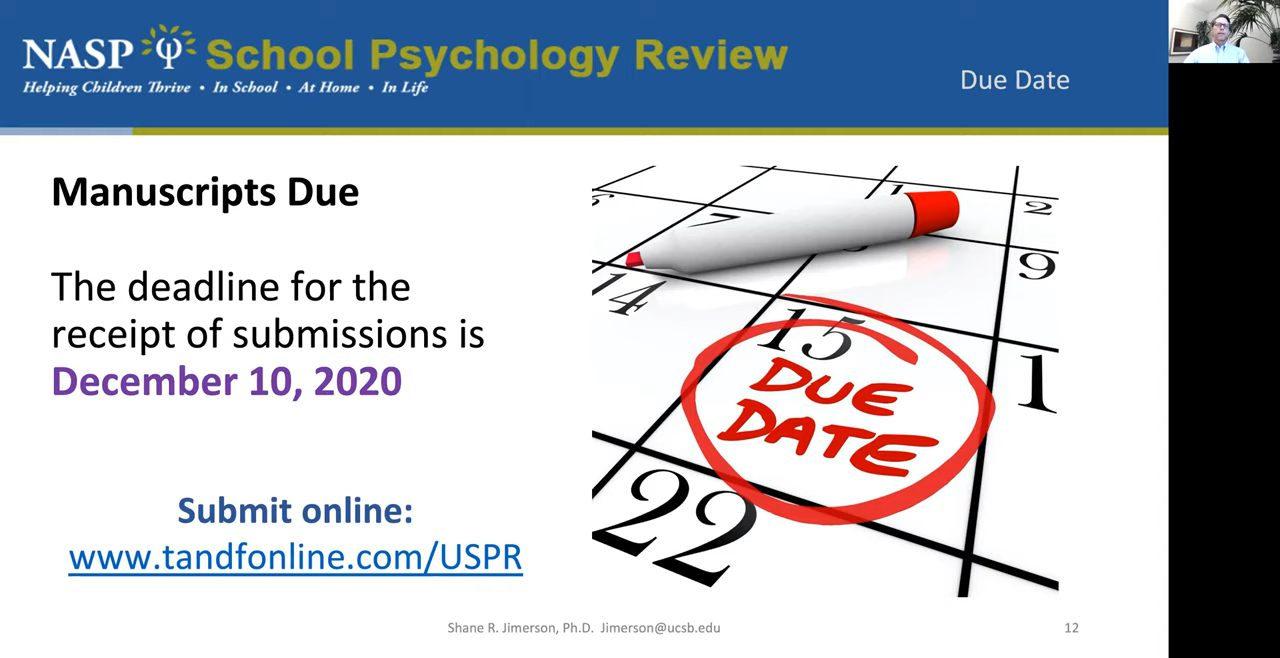 NASP School Psychology Review
Helping Children Thrive • In School • At Home • In Life
Due Date
Manuscripts Due
The deadline for the
receipt of submissions is
December 10, 2020
Submit online:
www.tandfonline.com/USPR
1
2
7
9
14
15
DUE
DATE
1
22
Shane R. Jimerson, Ph.D. Jimerson@ucsb.edu
12